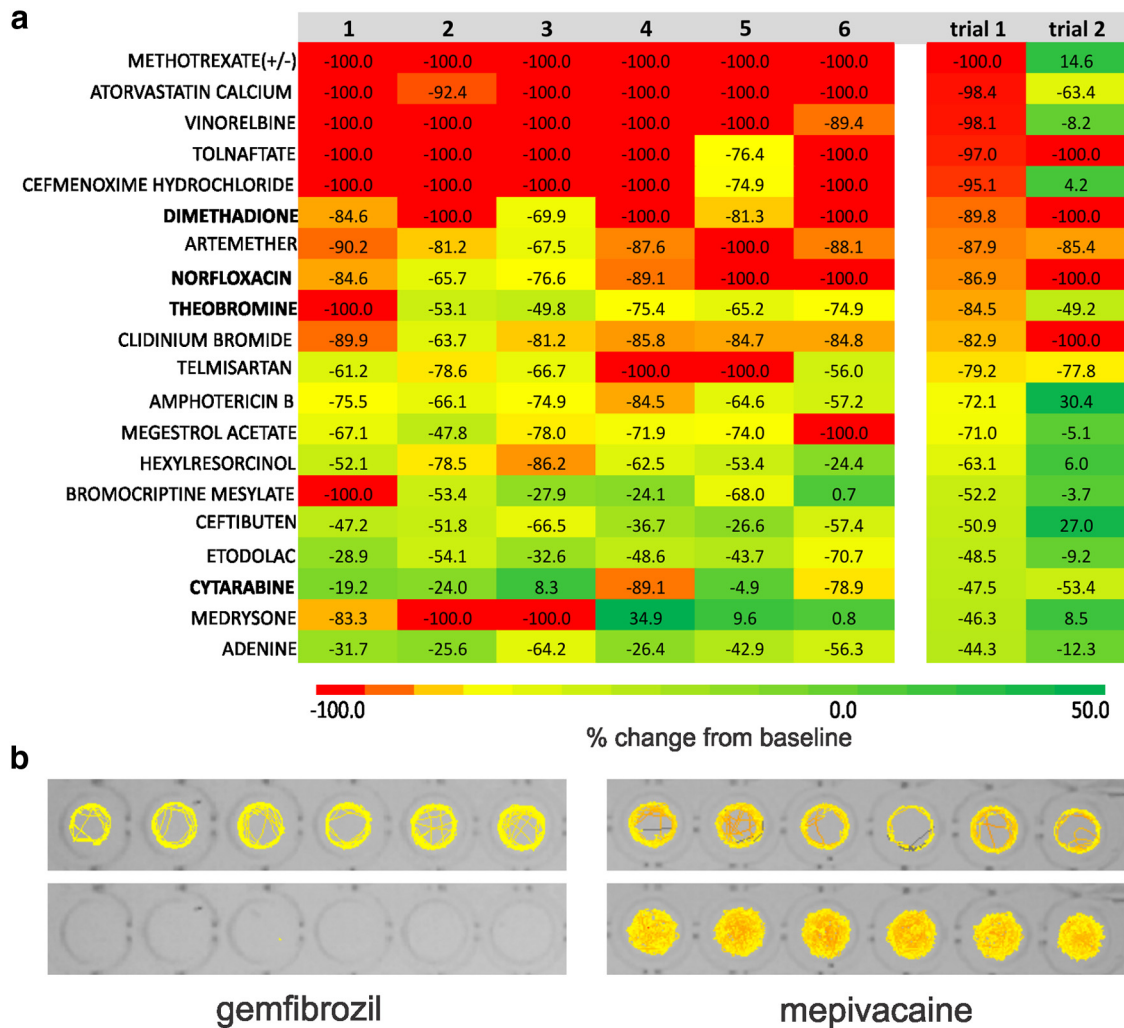 a
1 2 3 4 5 6 trial 1 trial 2
METHOTREXATE(+/-) -100.0 -100.0 -100.0 -100.0 -100.0 -100.0 -100.0 14.6
ATORVASTATIN CALCIUM -100.0 -92.4 -100.0 -100.0 -100.0 -100.0 -98.4 -63.4
VINORELBINE -100.0 -100.0 -100.0 -100.0 -100.0 -89.4 -98.1 -8.2
TOLNAFTATE -100.0 -100.0 -100.0 -100.0 -76.4 -100.0 -97.0 -100.0
CEFMENOXIME HYDROCHLORIDE -100.0 -100.0 -100.0 -100.0 -74.9 -100.0 -95.1 4.2
DIMETHADIONE -84.6 -100.0 -69.9 -100.0 -81.3 -100.0 -89.8 -100.0
ARTEMETHER -90.2 -81.2 -67.5 -87.6 -100.0 -88.1 -87.9 -85.4
NORFLOXACIN -84.6 -65.7 -76.6 -89.1 -100.0 -100.0 -86.9 -100.0
THEOBROMINE -100.0 -53.1 -49.8 -75.4 -65.2 -74.9 -84.5 -49.2
CLIDINIUM BROMIDE -89.9 -63.7 -81.2 -85.8 -84.7 -84.8 -82.9 -100.0
TELMISARTAN -61.2 -78.6 -66.7 -100.0 -100.0 -56.0 -79.2 -77.8
AMPHOTERICIN B -75.5 -66.1 -74.9 -84.5 -64.6 -57.2 -72.1 30.4
MEGESTROL ACETATE -67.1 -47.8 -78.0 -71.9 -74.0 -100.0 -71.0 -5.1
HEXYLRESORCINOL -52.1 -78.5 -86.2 -62.5 -53.4 -24.4 -63.1 6.0
BROMOCRIPTINE MESYLATE -100.0 -53.4 -27.9 -24.1 -68.0 0.7 -52.2 -3.7
CEFTIBUTEN -47.2 -51.8 -66.5 -36.7 -26.6 -57.4 -50.9 27.0
ETODOLAC -28.9 -54.1 -32.6 -48.6 -43.7 -70.7 -48.5 -9.2
CYTARABINE -19.2 -24.0 8.3 -89.1 -4.9 -78.9 -47.5 -53.4
MEDRYSONE -83.3 -100.0 -100.0 34.9 9.6 0.8 -46.3 8.5
ADENINE -31.7 -25.6 -64.2 -26.4 -42.9 -56.3 -44.3 -12.3
-100.0 0.0 50.0
% change from baseline
b
gemfibrozil mepivacaine